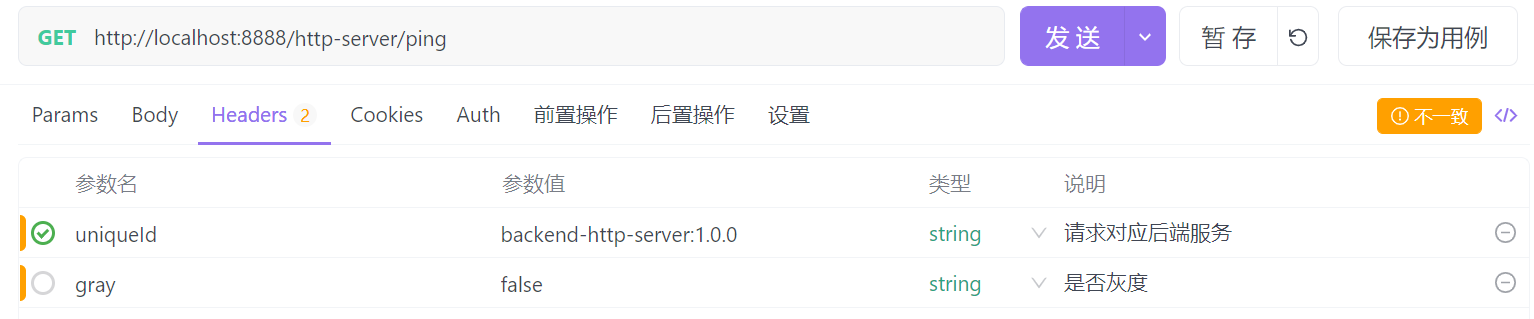 GET http://localhost:8888/http-server/ping 发送 暂存 保存为用例
Params Body Headers 2 Cookies Auth 前置操作 后置操作 设置 不一致 </>
参数名 参数值 类型 说明
uniqueId backend-http-server:1.0.0 string 请求对应后端服务
gray false string 是否灰度